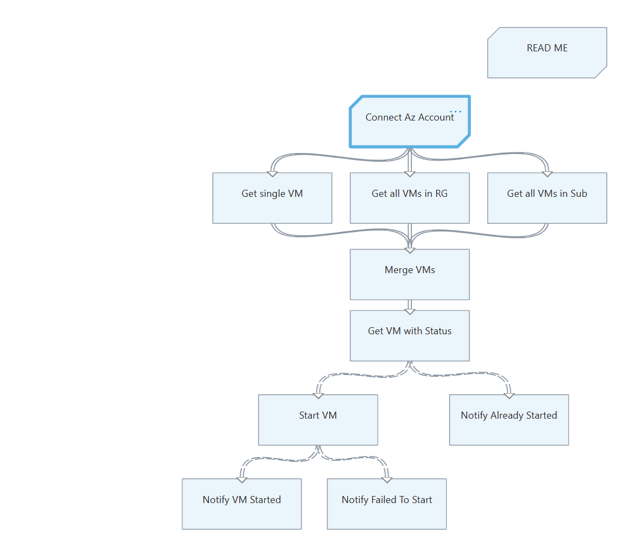 READ ME
Connect Az Account
Get single VM
Get all VMs in RG
Get all VMs in Sub
Merge VMs
Get VM with Status
Start VM
Notify Already Started
Notify VM Started
Notify Failed To Start